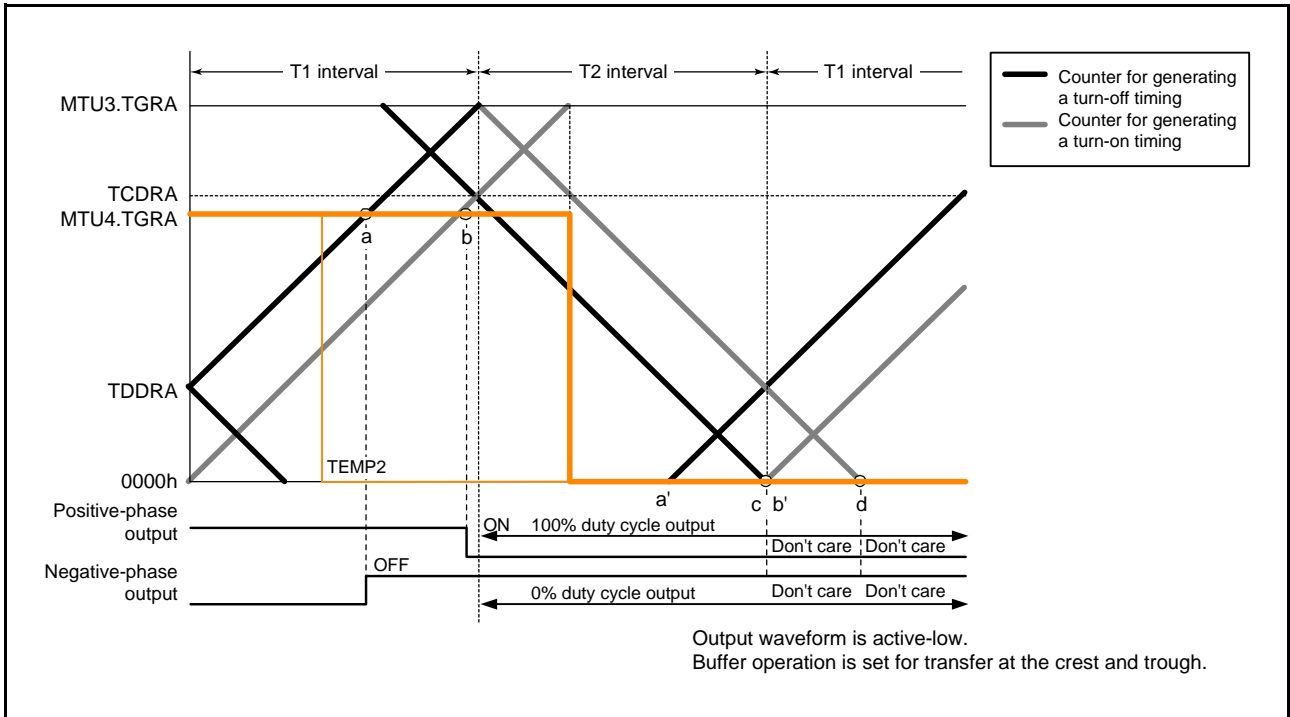 T1 interval
T2 interval
T1 interval
Counter for generating
a turn-off timing
Counter for generating
a turn-on timing
MTU3.TGRA
TCDRA
MTU4.TGRA
a
b
TDDRA
TEMP2
0000h
a'
c
b'
d
Positive-phase
output
ON
100% duty cycle output
Don't care
Don't care
Negative-phase
output
OFF
0% duty cycle output
Don't care
Don't care
Output waveform is active-low.
Buffer operation is set for transfer at the crest and trough.